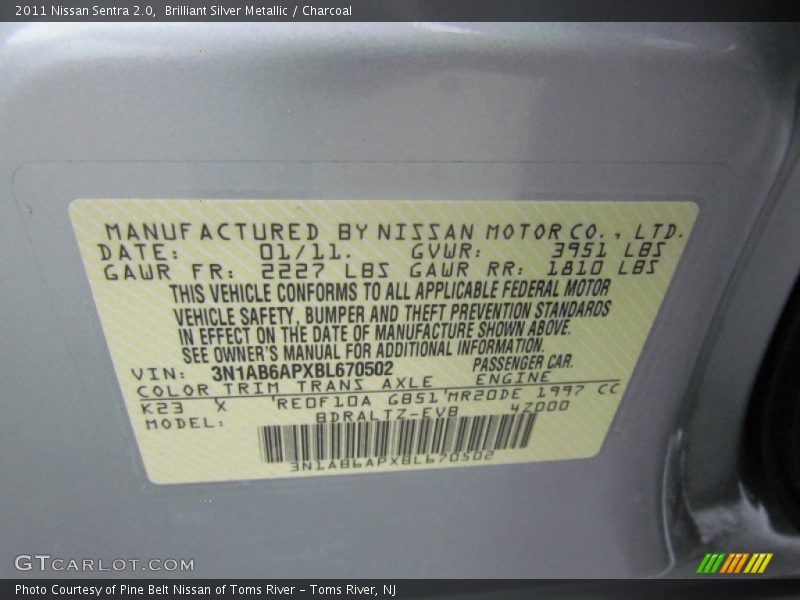 2011 Nissan Sentra 2.0,  Brilliant Silver Metallic / Charcoal
MANUFACTURED BY NISSAN MOTOR CO., LTD.
DATE: 01/11. GVWR: 3951 LBS
GAWR FR: 2227 LBS GAWR RR: 1810 LBS
THIS VEHICLE CONFORMS TO ALL APPLICABLE FEDERAL MOTOR
VEHICLE SAFETY, BUMPER AND THEFT PREVENTION STANDARDS
IN EFFECT ON THE DATE OF MANUFACTURE SHOWN ABOVE.
SEE OWNER'S MANUAL FOR ADDITIONAL INFORMATION.
VIN: 3N1AB6APXBL670502 PASSENGER CAR.
COLOR TRIM TRANS AXLE ENGINE
K23 X 'RE0F10A GB51'MR20DE 1997 CC
MODEL: BDRALTZ-EVB 4Z000
3N1AB6APXBL670502
GTCARLOT.COM
Photo Courtesy of Pine Belt Nissan of Toms River – Toms River, NJ